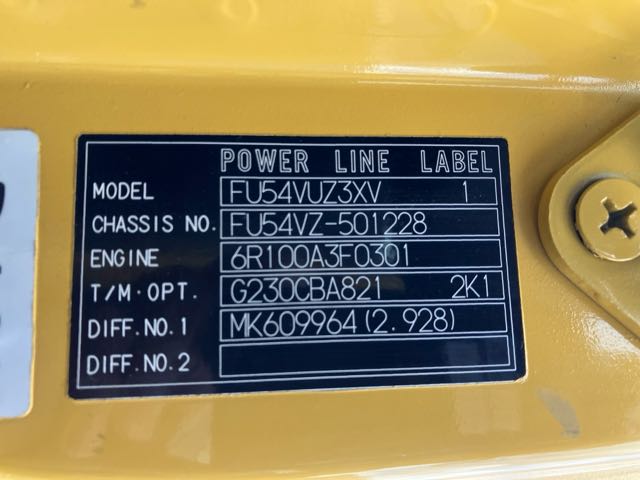 POWER LINE LABEL
MODEL FU54VUZ3XV 1
CHASSIS NO. FU54VZ-501228
ENGINE 6R100A3F0301
T/M·OPT. G230CBA821 2K1
DIFF.NO.1 MK609964(2.928)
DIFF.NO.2